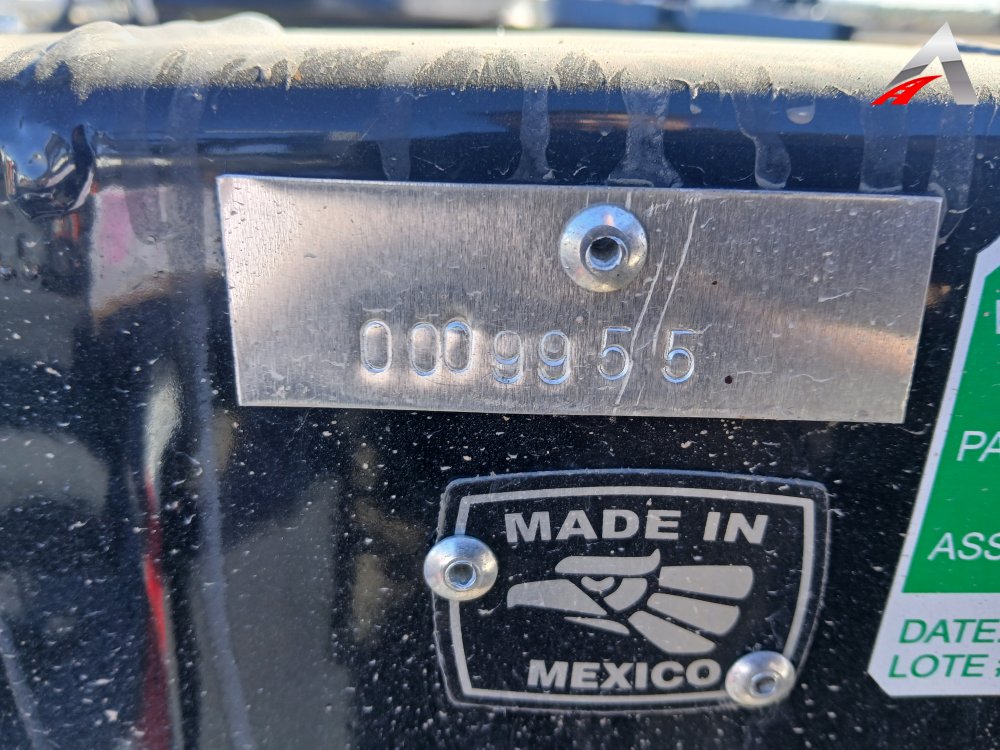 0009955
MADE IN
MEXICO
PA
ASS
DATE:
LOTE #